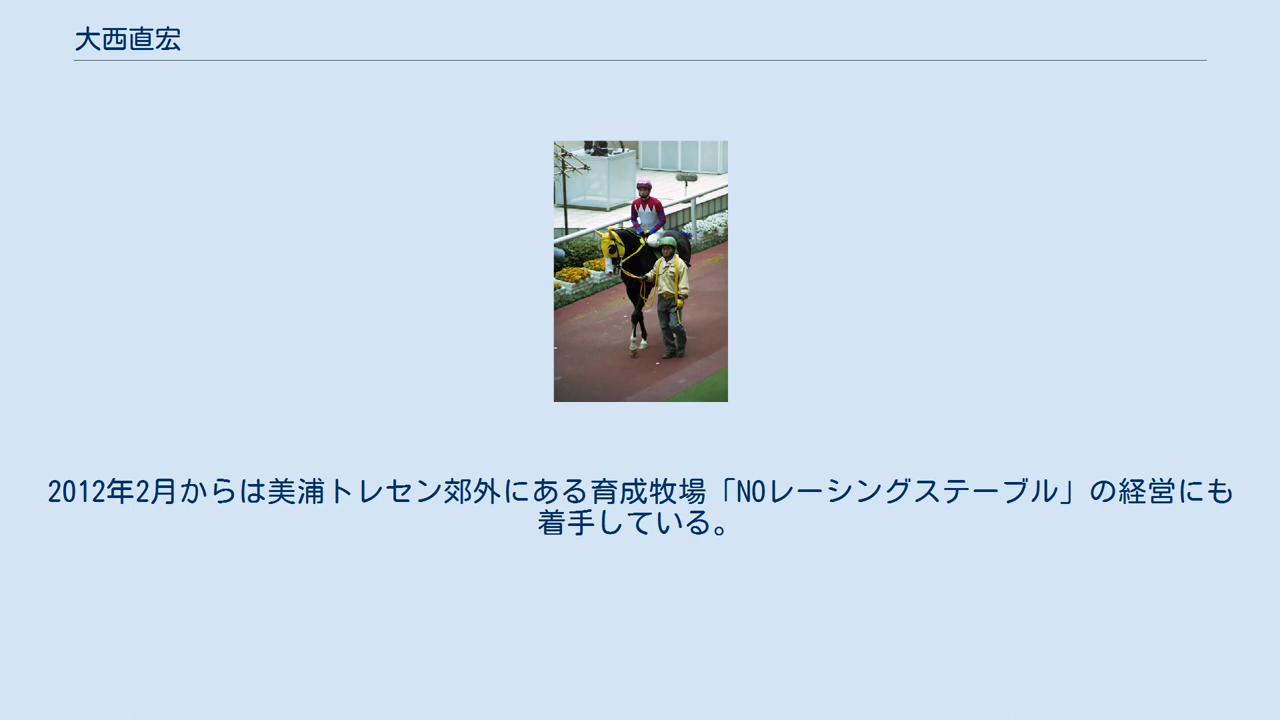 大西直宏
2012年2月からは美浦トレセン郊外にある育成牧場「NOレーシングステーブル」の経営にも
着手している。